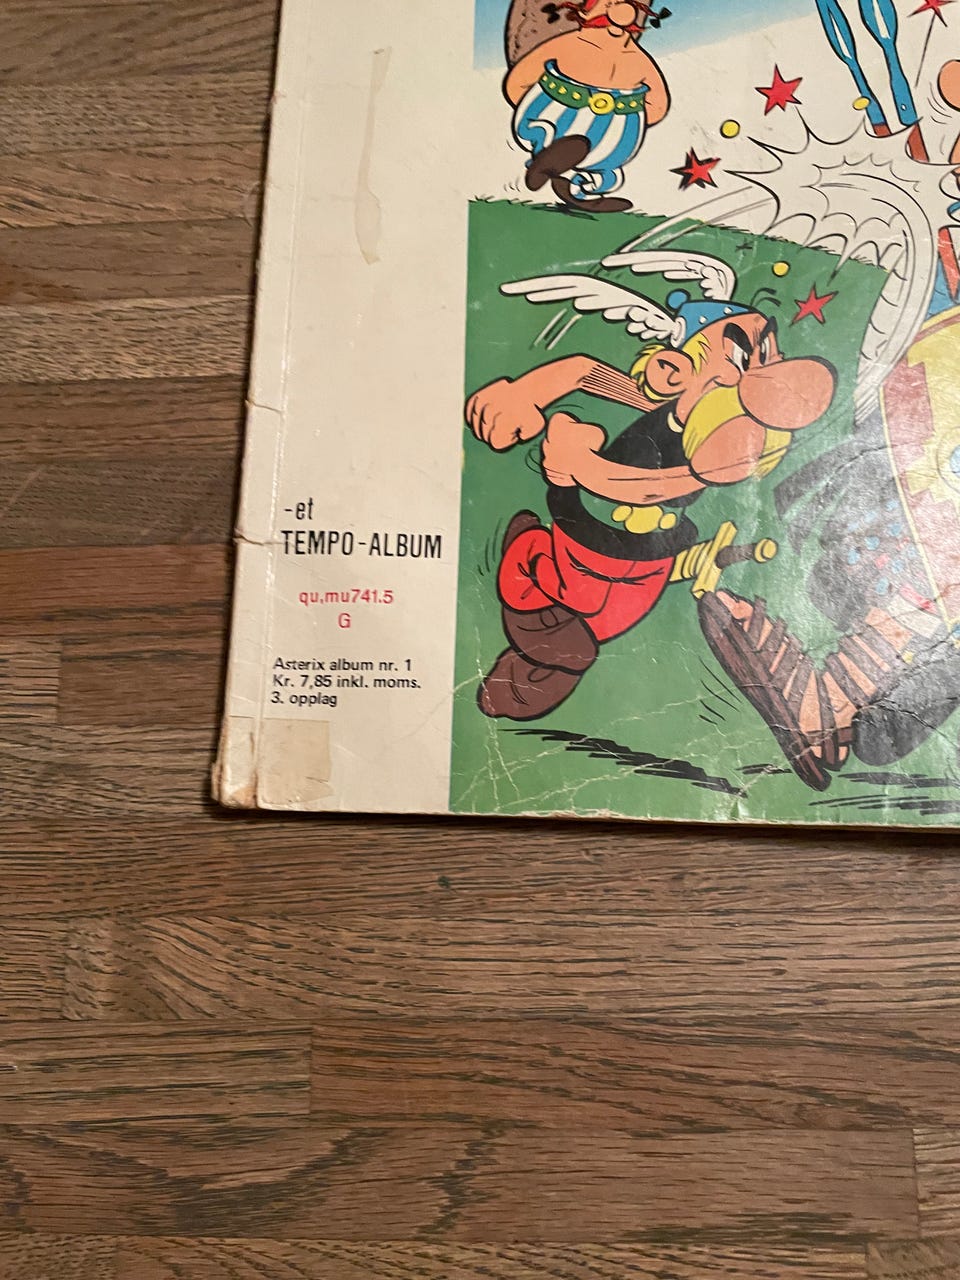 -et
TEMPO-ALBUM
qu,mu741.5
G
Asterix album nr. 1
Kr. 7,85 inkl. moms.
3. opplag